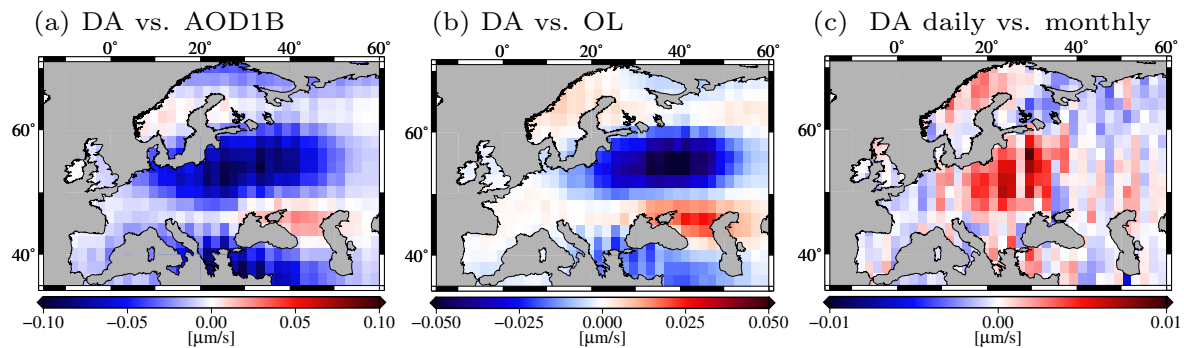 (a) DA vs. AOD1B (b) DA vs. OL (c) DA daily vs. monthly
0° 20° 40° 60° 0° 20° 40° 60° 0° 20° 40° 60°
60° 60° 60°
40° 40° 40°
−0.10 −0.05 0.00 0.05 0.10 −0.050 −0.025 0.000 0.025 0.050 −0.01 0.00 0.01
[µm/s] [µm/s] [µm/s]